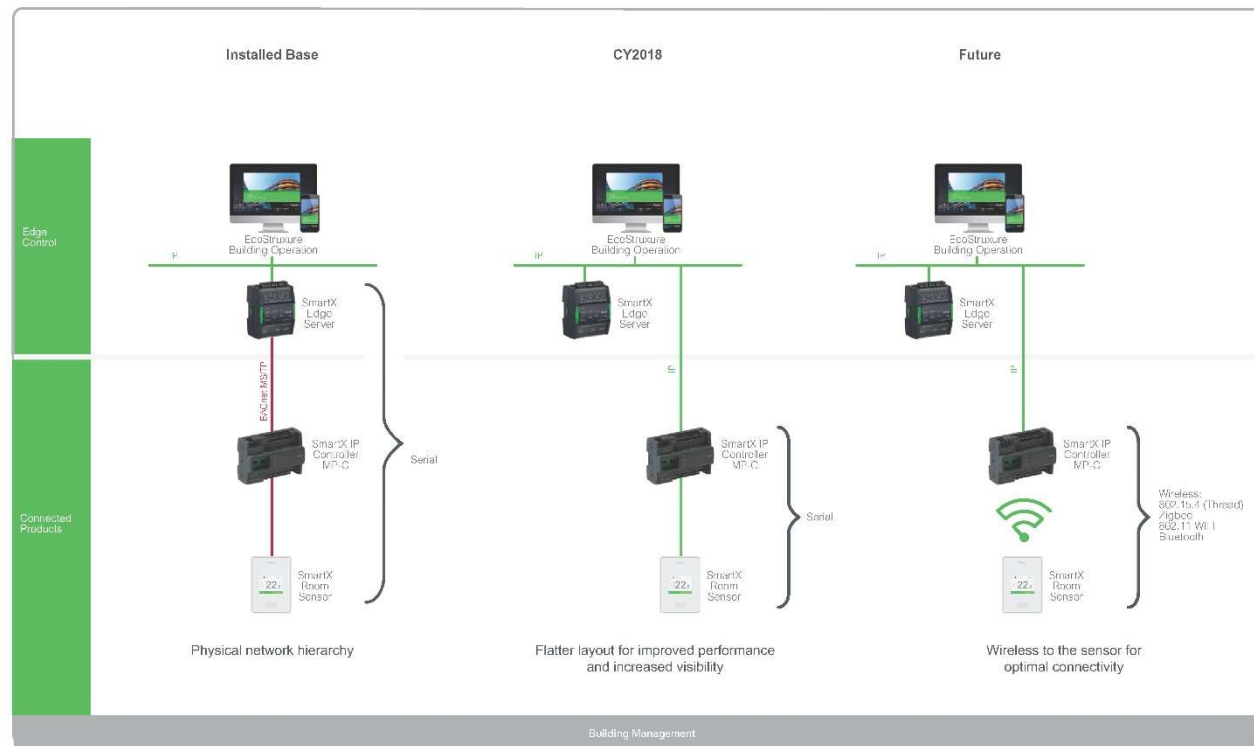 Installed Base
CY2018
Future
Edge
Control
EcoStruxure
Building Operation
IP
SmartX
Edge
Server
BACnet MS/TP
SmartX IP
Controller
MP-C
Serial
SmartX
Room
Sensor
22
Physical network hierarchy
EcoStruxure
Building Operation
IP
SmartX
Edge
Server
IP
SmartX IP
Controller
MP-C
Serial
SmartX
Room
Sensor
22
Flatter layout for improved performance
and increased visibility
EcoStruxure
Building Operation
IP
SmartX
Edge
Server
IP
SmartX IP
Controller
MP-C
Wireless:
802.15.4 (Thread)
Zigbee
802.11 WIFI
Bluetooth
SmartX
Room
Sensor
22
Wireless to the sensor for
optimal connectivity
Connected
Products
Building Management